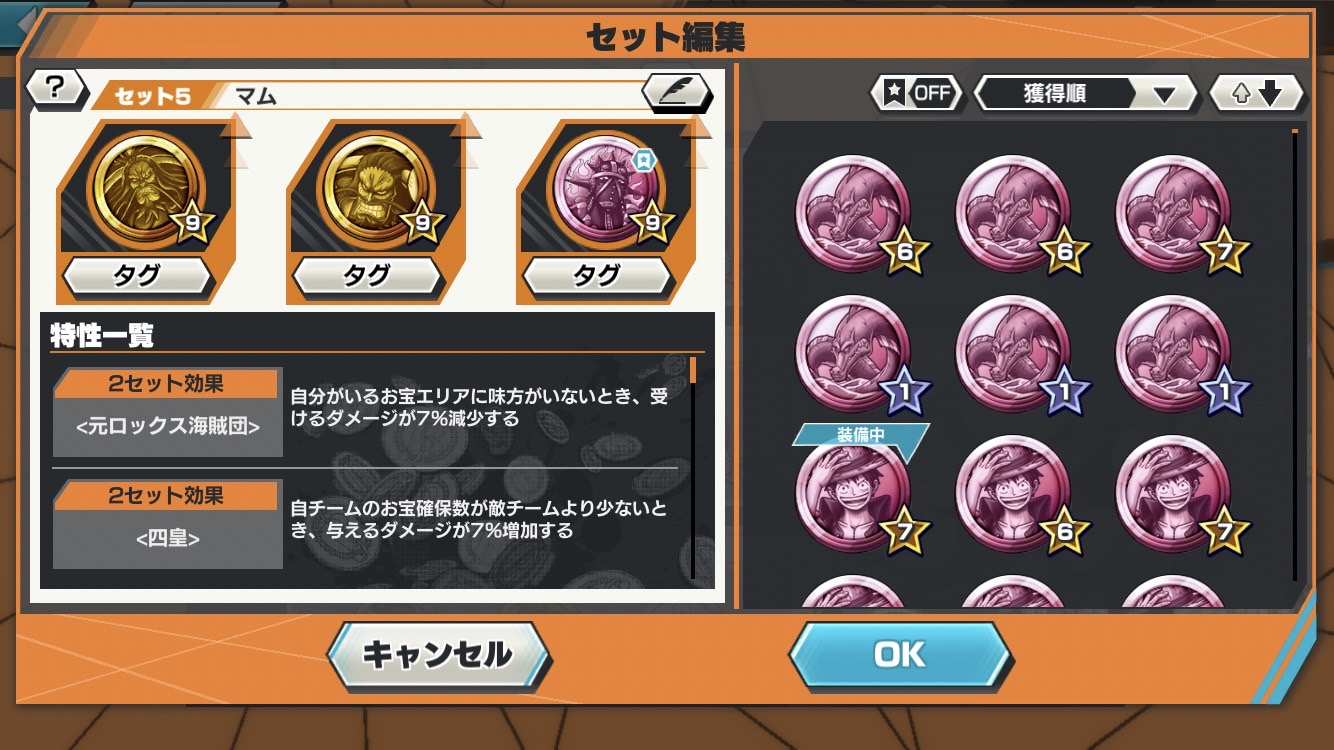 セット編集
?
セット5 マム
OFF
獲得順
9
9
9
タグ
タグ
タグ
特性一覧
2セット効果
<元ロックス海賊団>
自分がいるお宝エリアに味方がいないとき、受
けるダメージが7%減少する
2セット効果
<四皇>
自チームのお宝確保数が敵チームより少ないと
き、与えるダメージが7%増加する
6
6
7
1
1
1
装備中
7
6
7
キャンセル
OK